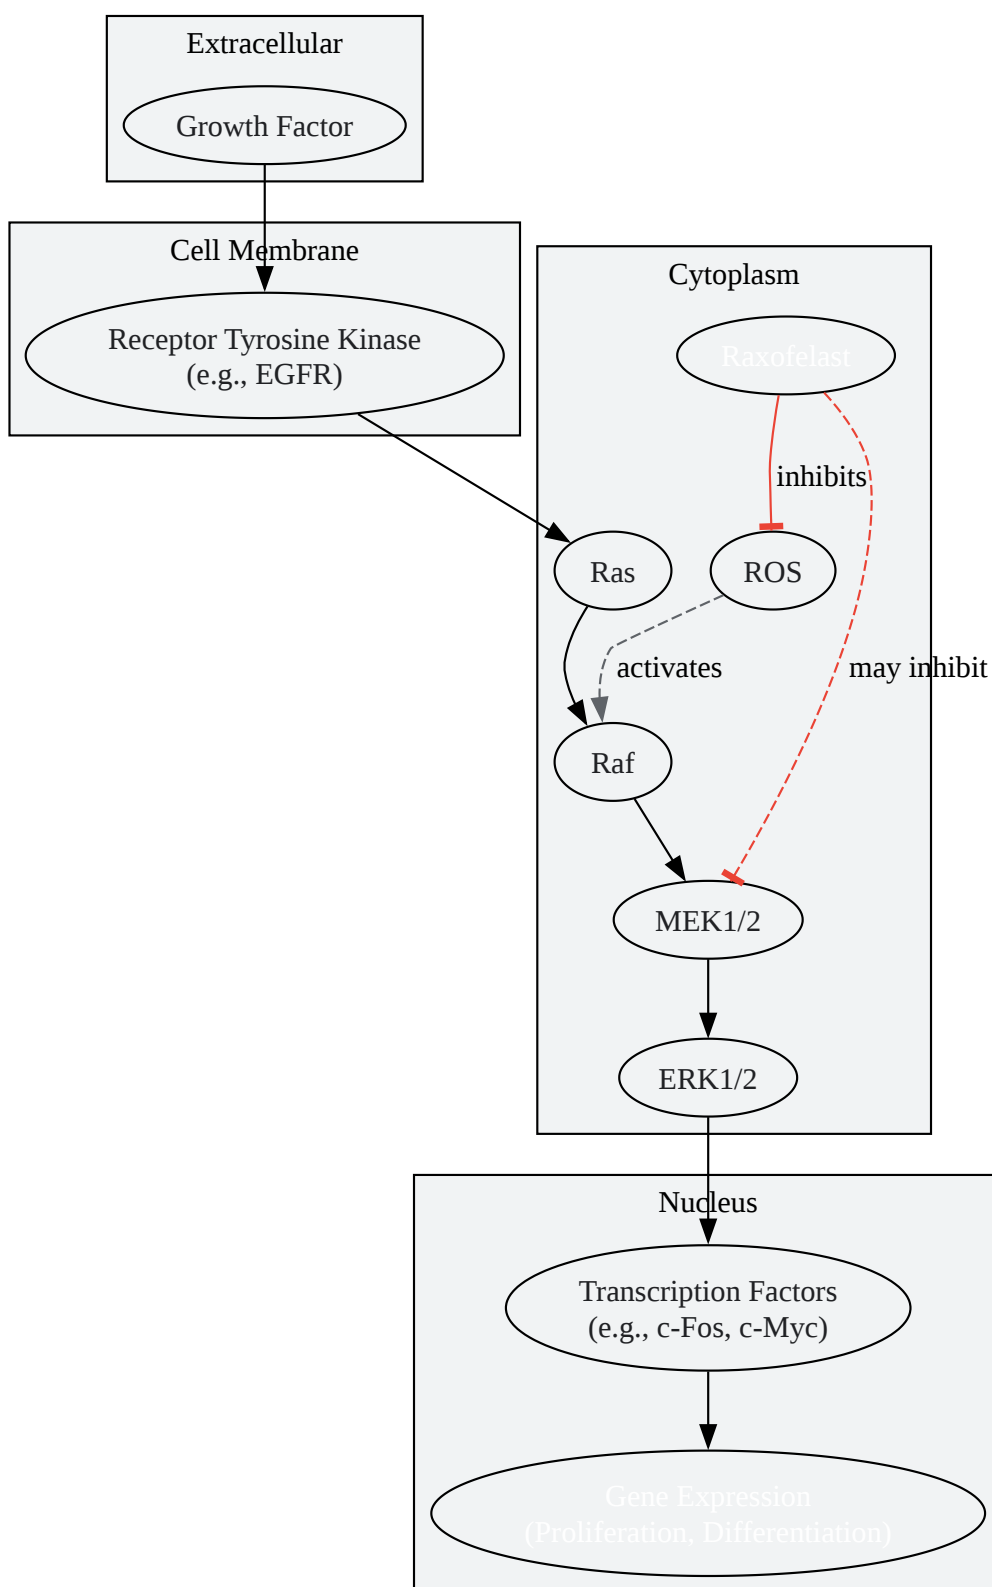 Extracellular
Growth Factor
Cell Membrane
Receptor Tyrosine Kinase
(e.g., EGFR)
Cytoplasm
Raxofelast
inhibits
Ras
ROS
activates
may inhibit
Raf
MEK1/2
ERK1/2
Nucleus
Transcription Factors
(e.g., c-Fos, c-Myc)
Gene Expression
(Proliferation, Differentiation)